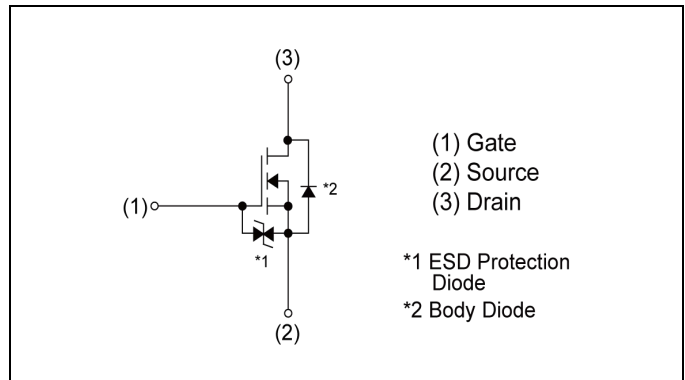 (3)
(1)
*2
*1
(2)
(1) Gate
(2) Source
(3) Drain
*1 ESD Protection
Diode
*2 Body Diode